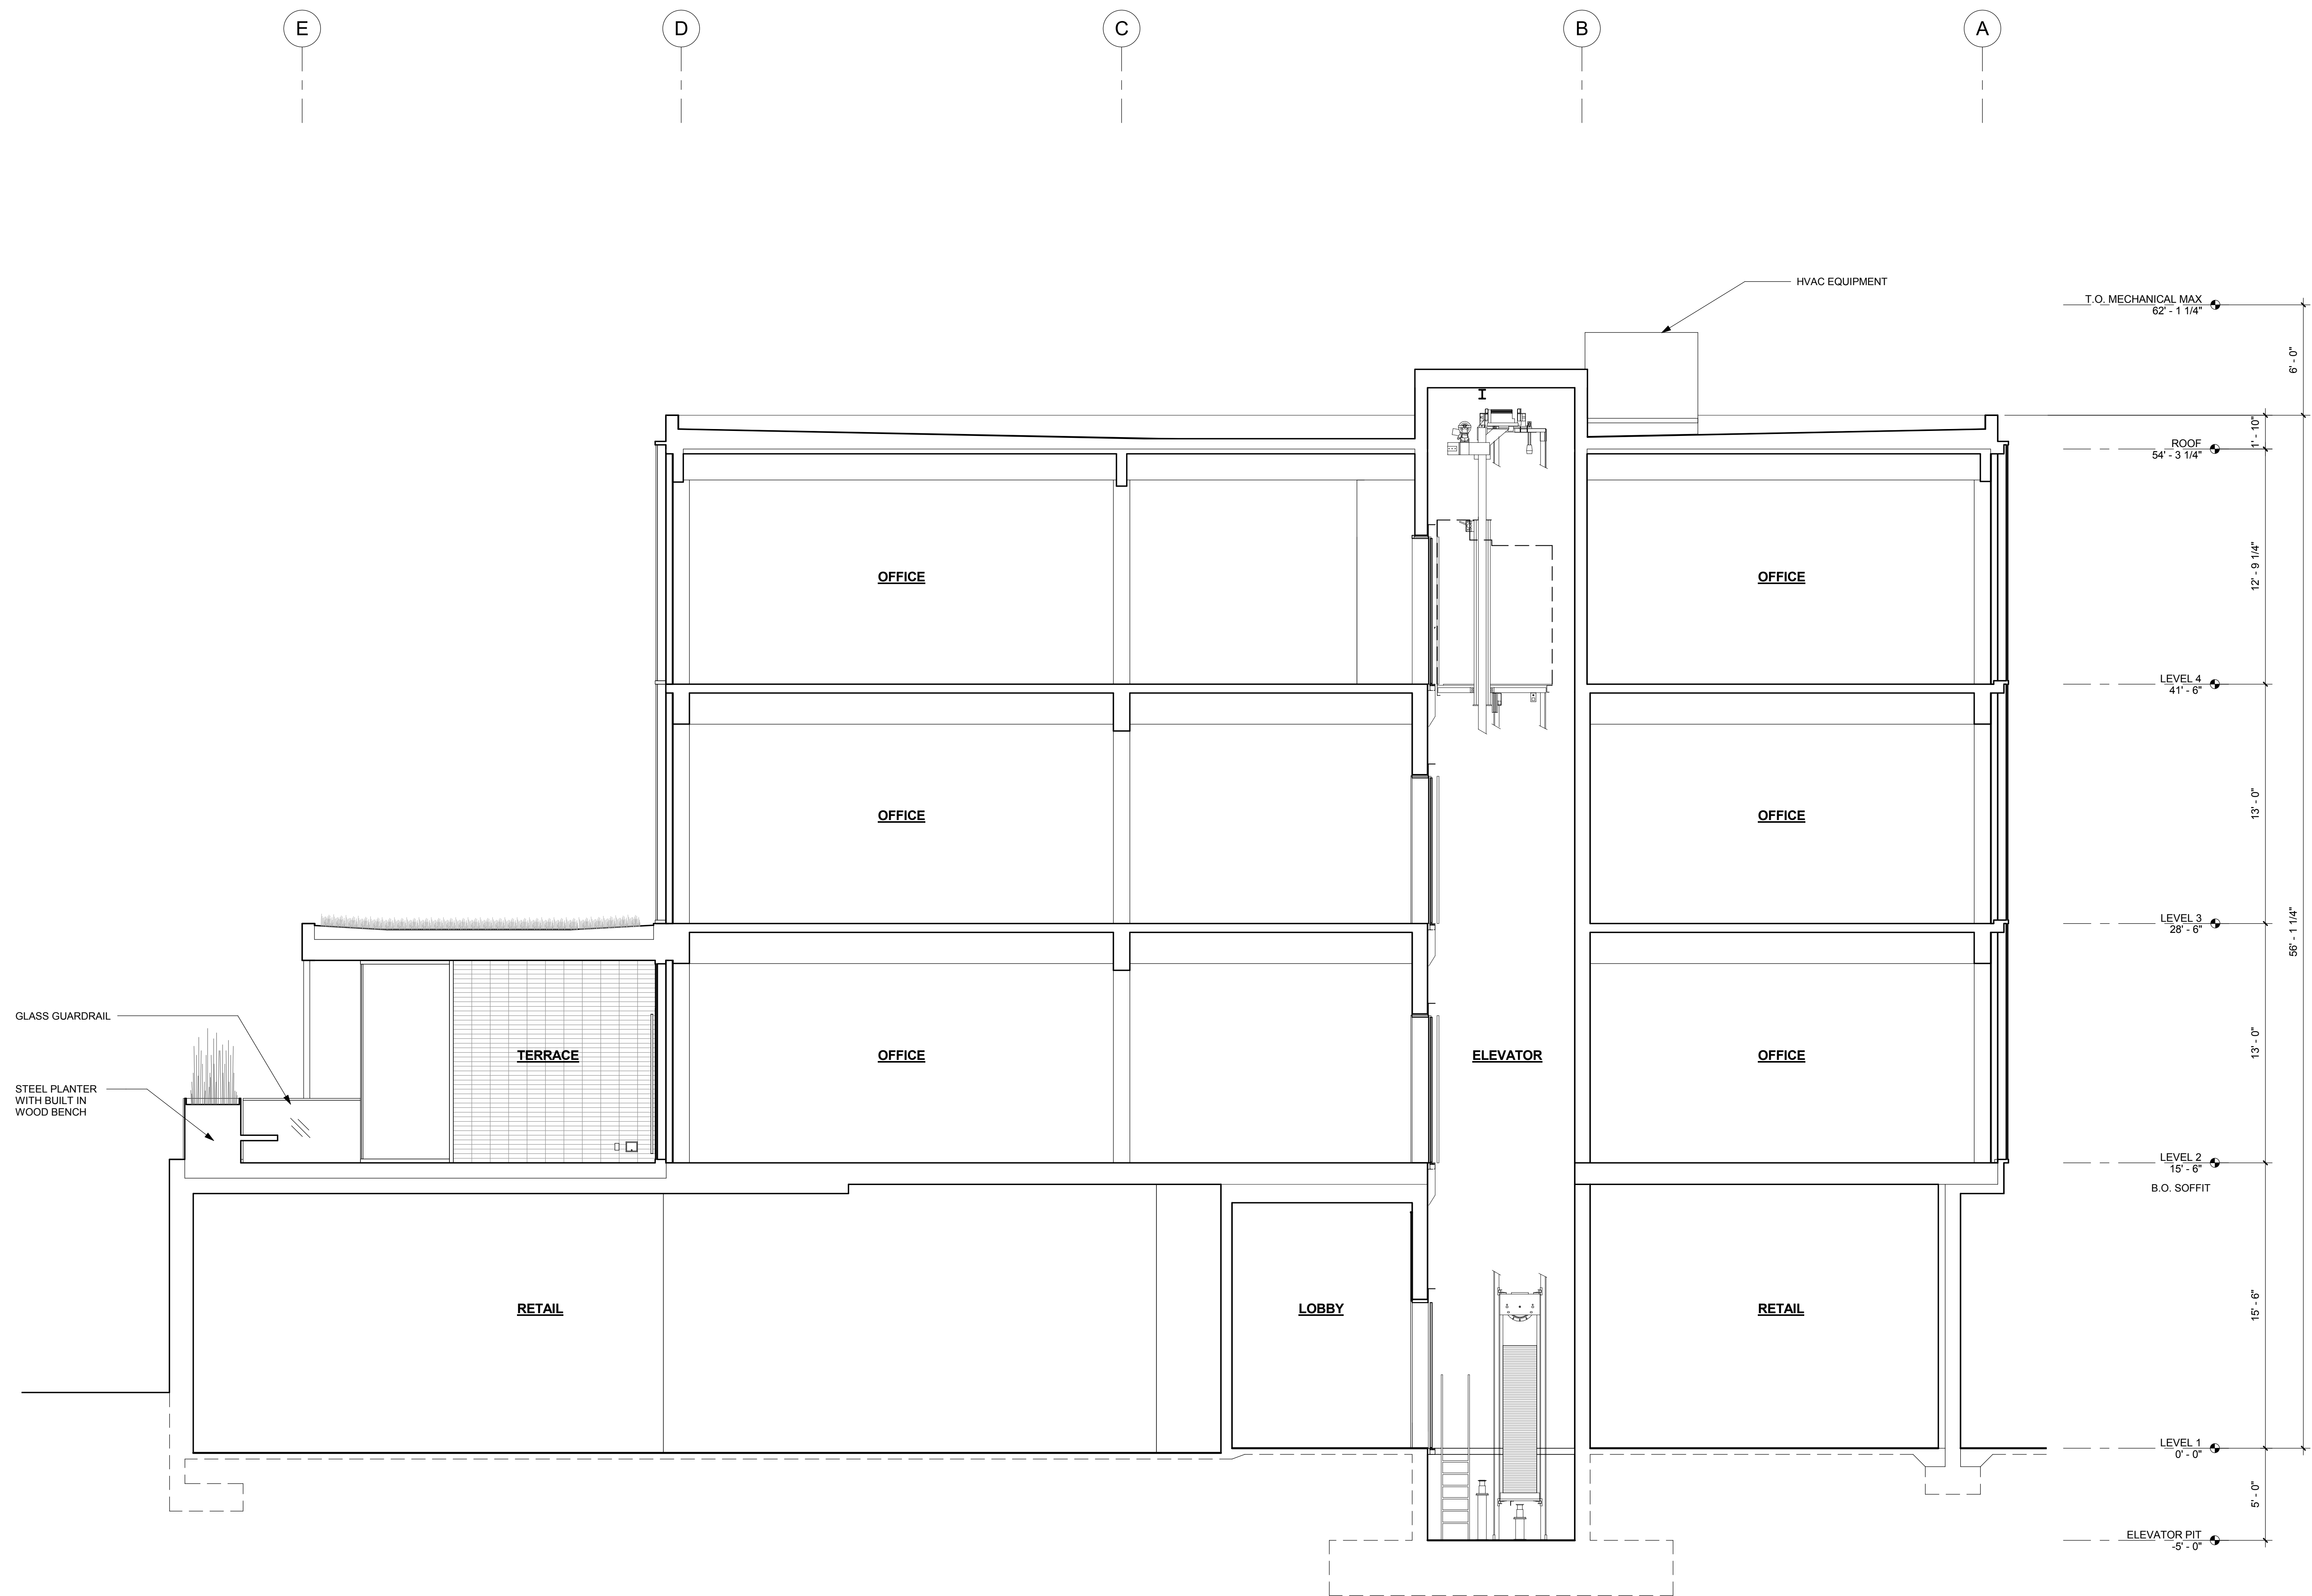 E
D
C
B
A
HVAC EQUIPMENT
T.O. MECHANICAL MAX
62' - 1 1/4"
6' - 0"
1' - 10"
ROOF
54' - 3 1/4"
12' - 9 1/4"
OFFICE
OFFICE
LEVEL 4
41' - 6"
13' - 0"
OFFICE
OFFICE
LEVEL 3
28' - 6"
56' - 1 1/4"
GLASS GUARDRAIL
13' - 0"
TERRACE
OFFICE
ELEVATOR
OFFICE
STEEL PLANTER
WITH BUILT IN
WOOD BENCH
LEVEL 2
15' - 6"
B.O. SOFFIT
15' - 6"
RETAIL
LOBBY
RETAIL
LEVEL 1
0' - 0"
5' - 0"
ELEVATOR PIT
-5' - 0"